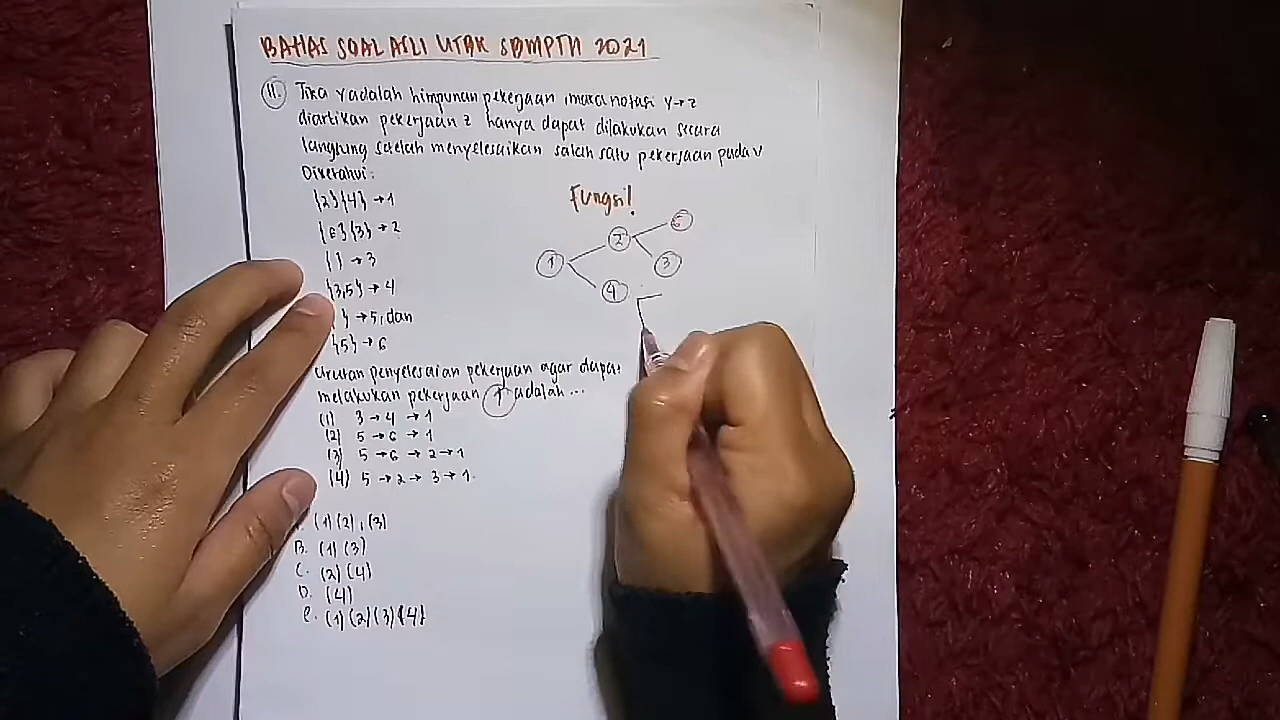 BAHAS SOAL ASLI UTBK SBMPTN 2021
11. Jika Y adalah himpunan pekerjaan, maka notasi Y→z
diartikan pekerjaan z hanya dapat dilakukan secara
langsung saelah menyelesaikan salah satu pekerjaan pada Y
Diketahui:
{2}{4} → 1
{6}{3} → 2
{ } → 3
{3,5} → 4
} → 5, dan
{5} → 6
Urutan penyelesaian pekerjaan agar dapat
melakukan pekerjaan 1 adalah...
(1) 3 → 4 → 1
(2) 5 → 6 → 1
(3) 5 → 6 → 2 → 1
(4) 5 → 2 → 3 → 1
(1) (2), (3)
B. (1) (3)
C. (2) (4)
D. (4)
E. (1) (2) (3) (4)
Fungsi!
1
2
3
4